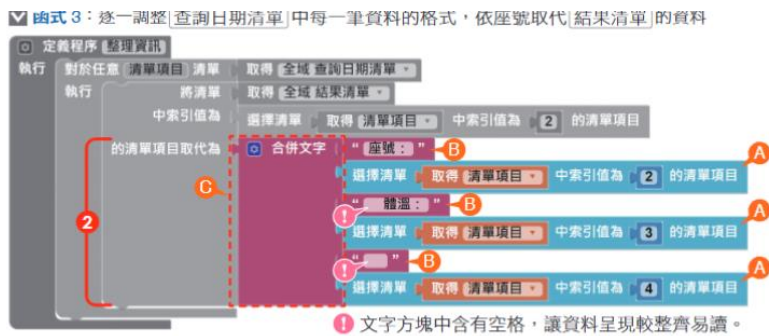 函式 3：逐一調整 查詢日期清單 中每一筆資料的格式，依座號取代 結果清單 的資料
定義程序 整理資訊
執行 對於任意 清單項目 清單 取得 全域 查詢日期清單
執行 將清單 取得 全域 結果清單
中索引值為 選擇清單 取得 清單項目 中索引值為 2 的清單項目
的清單項目取代為 合併文字 “ 座號： ” B A
選擇清單 取得 清單項目 中索引值為 2 的清單項目
C “ 體溫： ” B A
2 ! 選擇清單 取得 清單項目 中索引值為 3 的清單項目
“ ” B A
! 選擇清單 取得 清單項目 中索引值為 4 的清單項目
! 文字方塊中含有空格，讓資料呈現較整齊易讀。